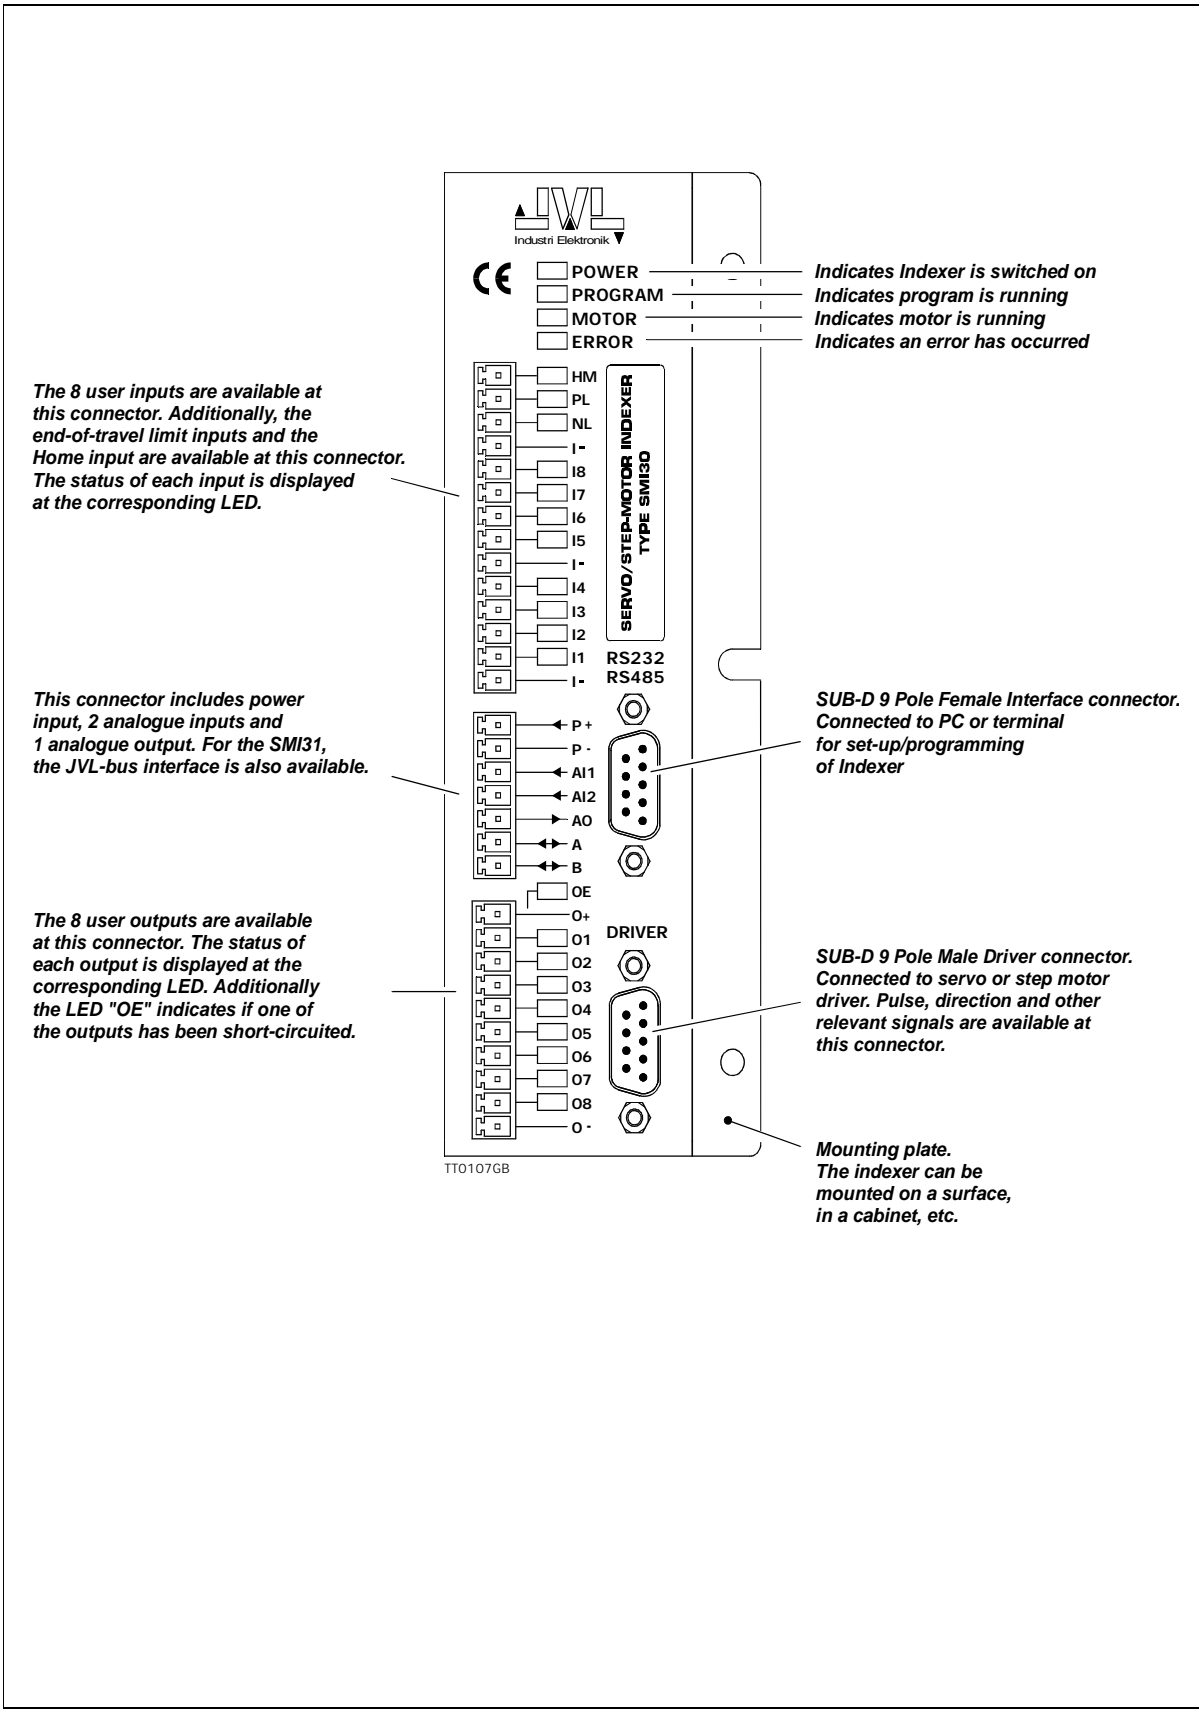 JVL
Industri Elektronik
CE
POWER
PROGRAM
MOTOR
ERROR
Indicates Indexer is switched on
Indicates program is running
Indicates motor is running
Indicates an error has occurred
The 8 user inputs are available at
this connector. Additionally, the
end-of-travel limit inputs and the
Home input are available at this connector.
The status of each input is displayed
at the corresponding LED.
HM
PL
NL
I-
I8
I7
I6
I5
I-
I4
I3
I2
I1
I-
SERVO/STEP-MOTOR INDEXER
TYPE SMI30
RS232
RS485
This connector includes power
input, 2 analogue inputs and
1 analogue output. For the SMI31,
the JVL-bus interface is also available.
P+
P-
AI1
AI2
AO
A
B
SUB-D 9 Pole Female Interface connector.
Connected to PC or terminal
for set-up/programming
of Indexer
The 8 user outputs are available
at this connector. The status of
each output is displayed at the
corresponding LED. Additionally
the LED "OE" indicates if one of
the outputs has been short-circuited.
OE
O+
O1
O2
O3
O4
O5
O6
O7
O8
O-
DRIVER
SUB-D 9 Pole Male Driver connector.
Connected to servo or step motor
driver. Pulse, direction and other
relevant signals are available at
this connector.
Mounting plate.
The indexer can be
mounted on a surface,
in a cabinet, etc.
TT0107GB